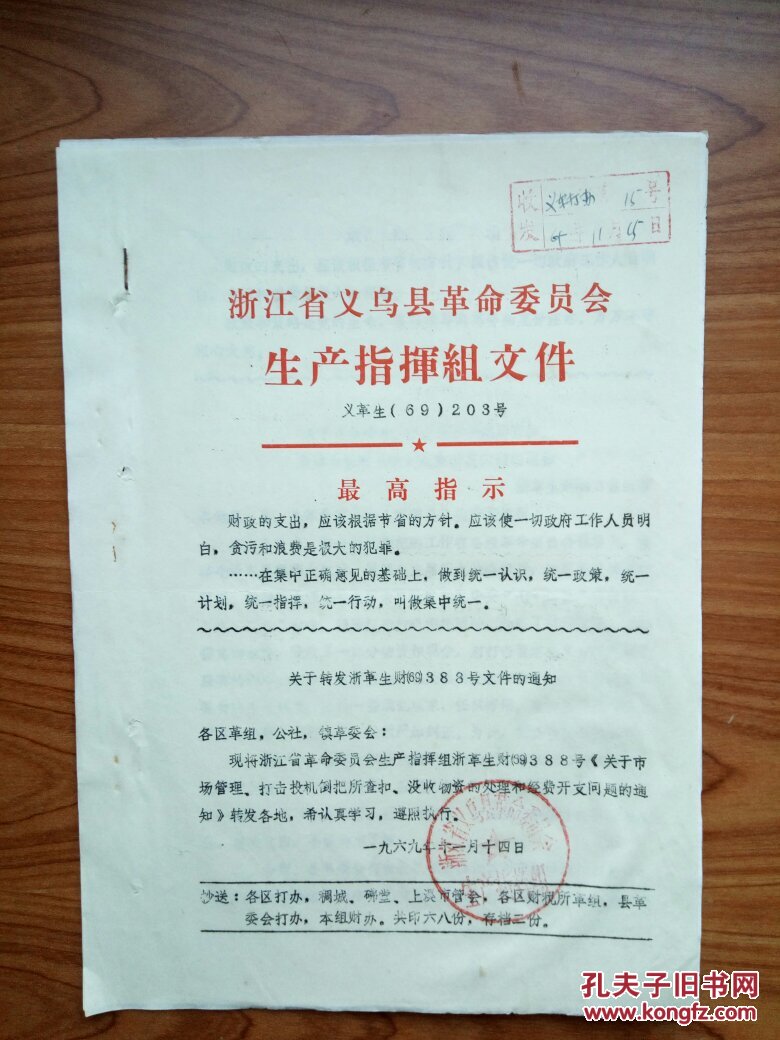 收 义革打办 15号
发 11月15日
浙江省义乌县革命委员会
生产指揮組文件
义革生(69)203号
最高指示
财政的支出，应该根据节省的方针。应该使一切政府工作人员明
白，贪污和浪费是极大的犯罪。
……在集中正确意见的基础上，做到统一认识，统一政策，统一
计划，统一指挥，统一行动，叫做集中统一。
关于转发浙革生财(69)388号文件的通知
各区革组，公社，镇革委会：
现将浙江省革命委员会生产指挥组浙革生财(69)388号《关于市
场管理、打击投机倒把所查扣、没收物资的处理和经费开支问题的通
知》转发各地，希认真学习，遵照执行。
一九六九年十一月十四日
抄送：各区打办，稠城、佛堂、上溪市管会，各区财税所革组，县革
委会打办，本组财办。共印六八份，存档三份。
孔夫子旧书网
www.kongfz.com